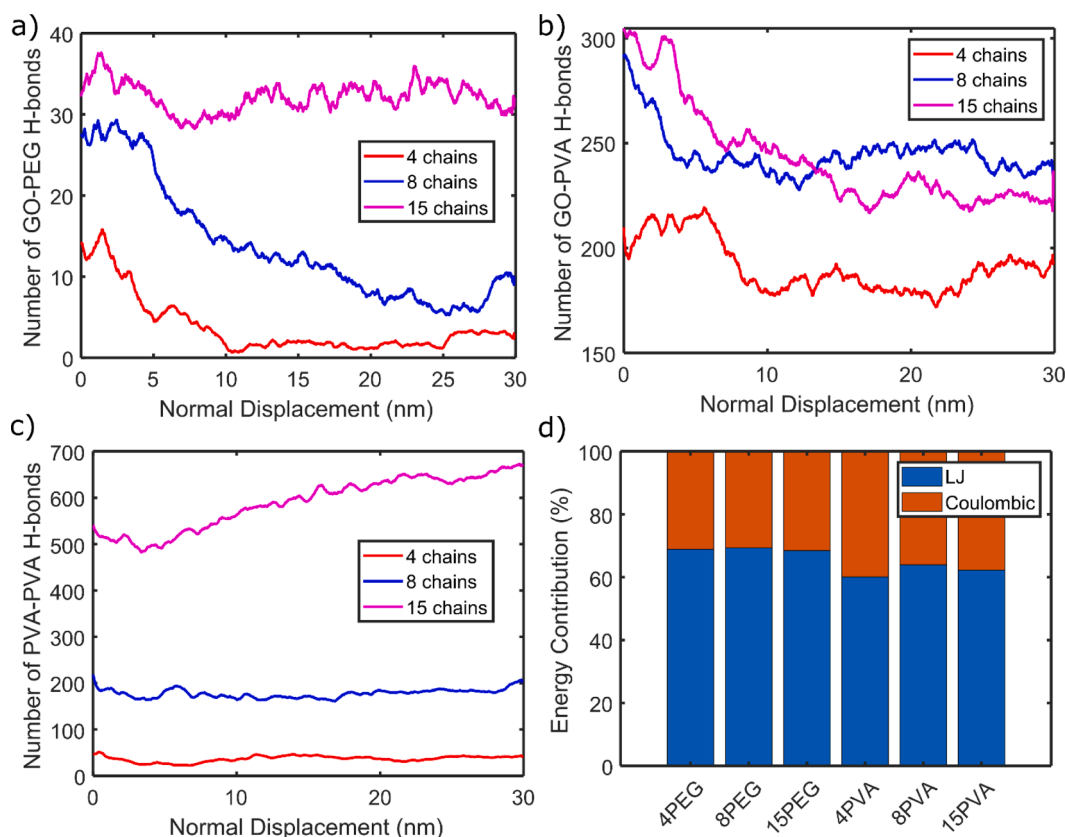 a)
Number of GO-PEG H-bonds
40
30
20
10
0
0 5 10 15 20 25 30
Normal Displacement (nm)
4 chains
8 chains
15 chains
b)
Number of GO-PVA H-bonds
300
250
200
150
0 10 20 30
Normal Displacement (nm)
4 chains
8 chains
15 chains
c)
Number of PVA-PVA H-bonds
700
600
500
400
300
200
100
0
0 10 20 30
Normal Displacement (nm)
4 chains
8 chains
15 chains
d)
Energy Contribution (%)
100
80
60
40
20
0
LJ
Coulombic
4PEG 8PEG 15PEG 4PVA 8PVA 15PVA